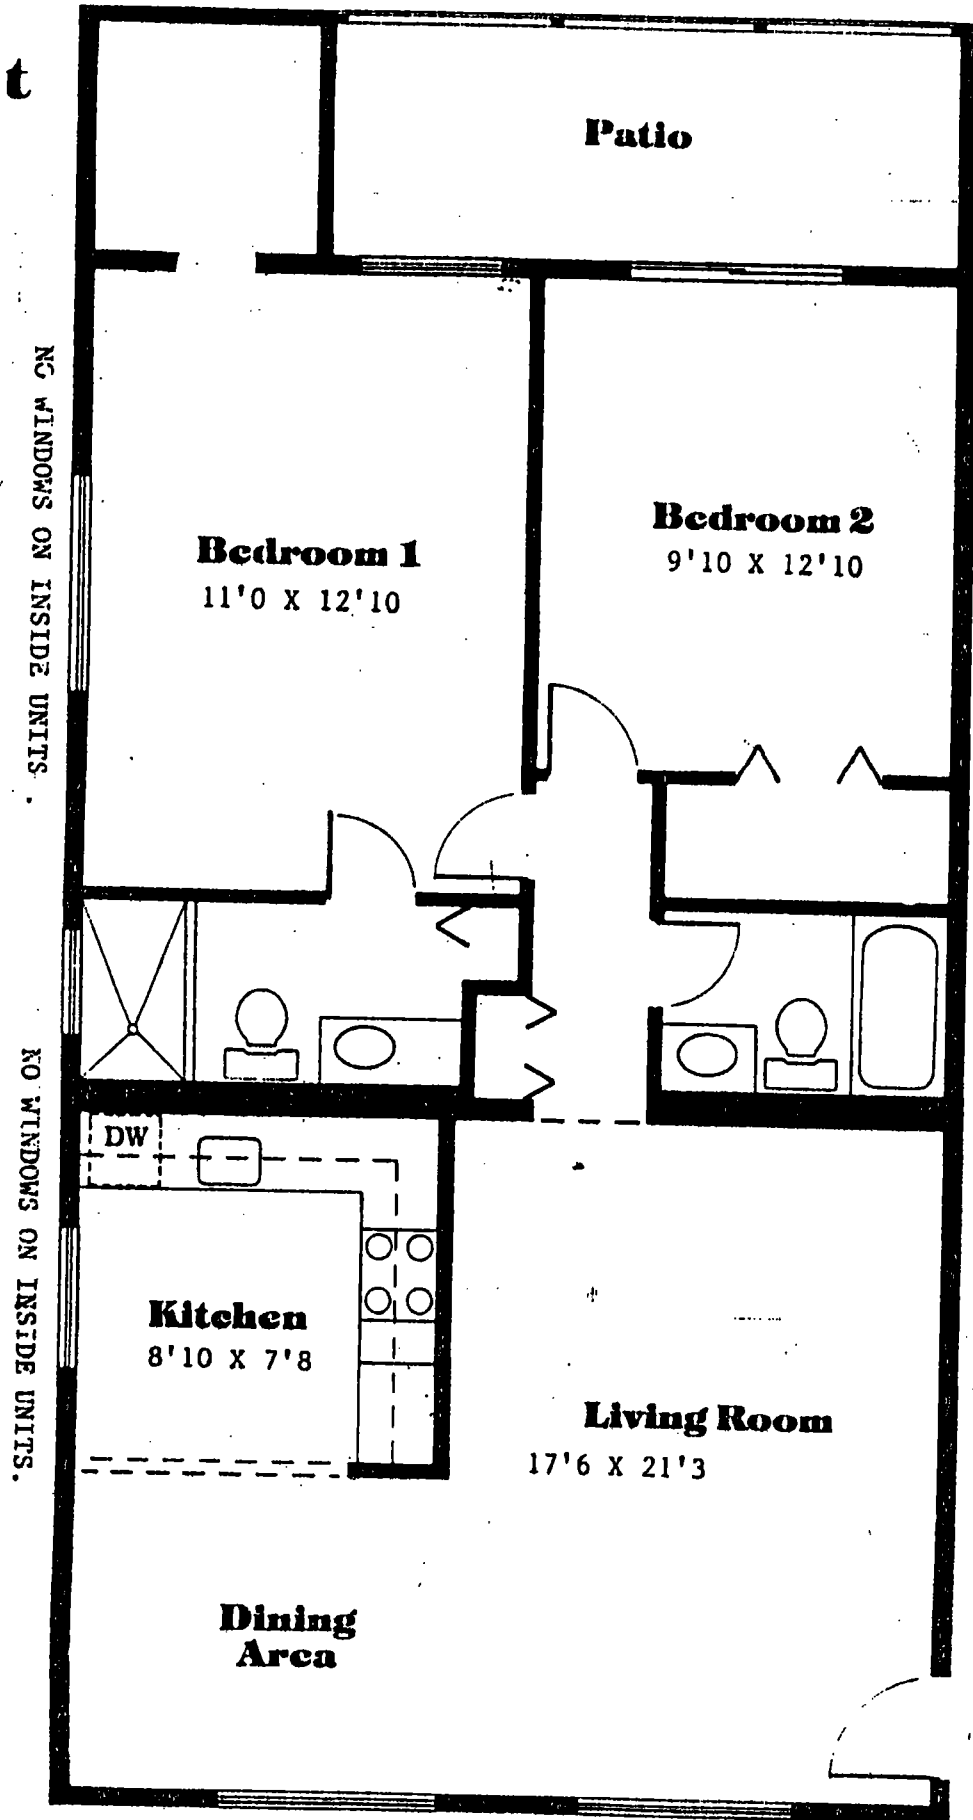 t
Patio
NO WINDOWS ON INSIDE UNITS.
Bedroom 1
11'0 X 12'10
Bedroom 2
9'10 X 12'10
NO WINDOWS ON INSIDE UNITS.
DW
Kitchen
8'10 X 7'8
Living Room
17'6 X 21'3
Dining
Area